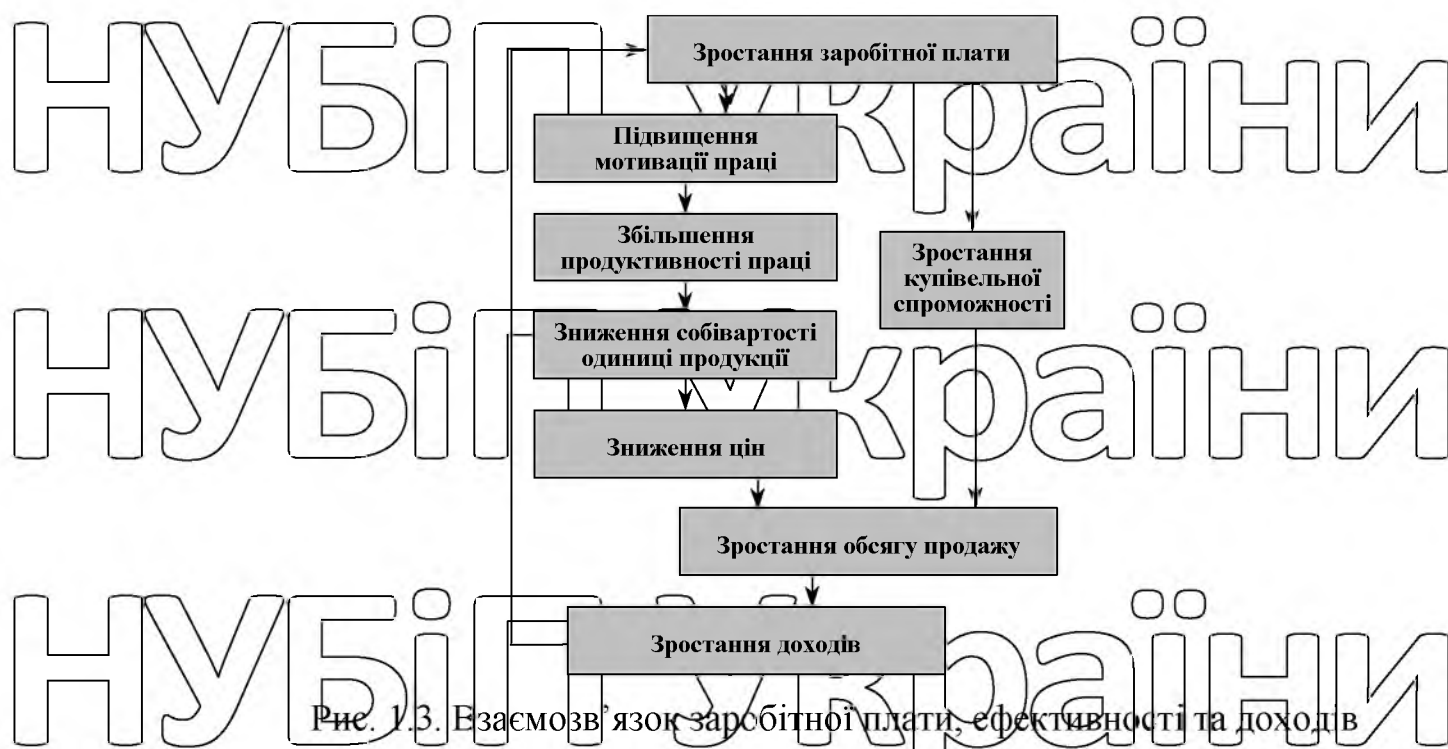 НУБіП України
Зростання заробітної плати
Підвищення
мотивації праці
Збільшення
продуктивності праці
Зростання
купівельної
спроможності
НУБіП України
Зниження собівартості
одиниці продукції
Зниження цін
Зростання обсягу продажу
НУБіП України
Зростання доходів
Рис. 1.3. Взаємозв’язок заробітної плати, ефективності та доходів